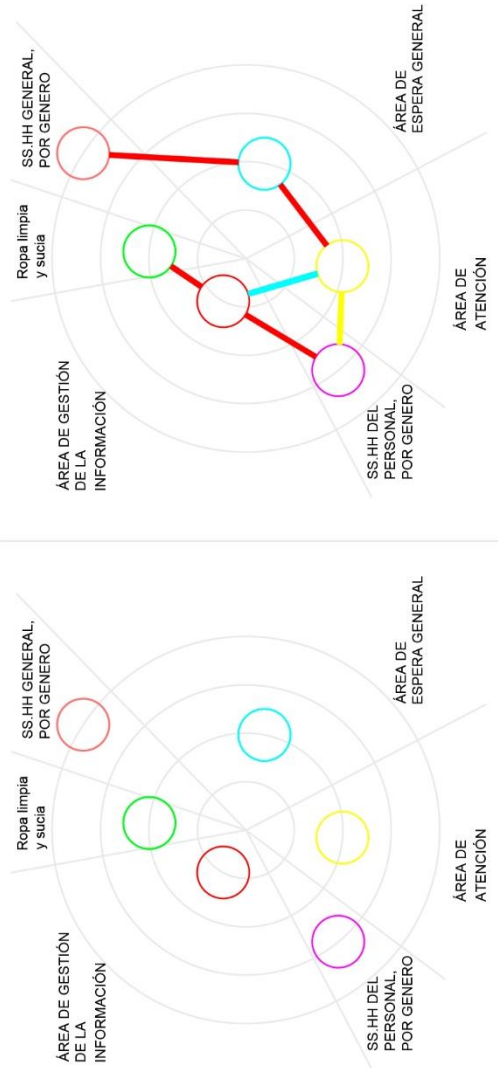 ÁREA DE GESTIÓN
DE LA
INFORMACIÓN
Ropa limpia
y sucia
SS.HH GENERAL,
POR GENERO
ÁREA DE
ESPERA GENERAL
ÁREA DE
ATENCIÓN
SS.HH DEL
PERSONAL,
POR GENERO
ÁREA DE GESTIÓN
DE LA
INFORMACIÓN
Ropa limpia
y sucia
SS.HH GENERAL,
POR GENERO
ÁREA DE
ESPERA GENERAL
ÁREA DE
ATENCIÓN
SS.HH DEL
PERSONAL,
POR GENERO